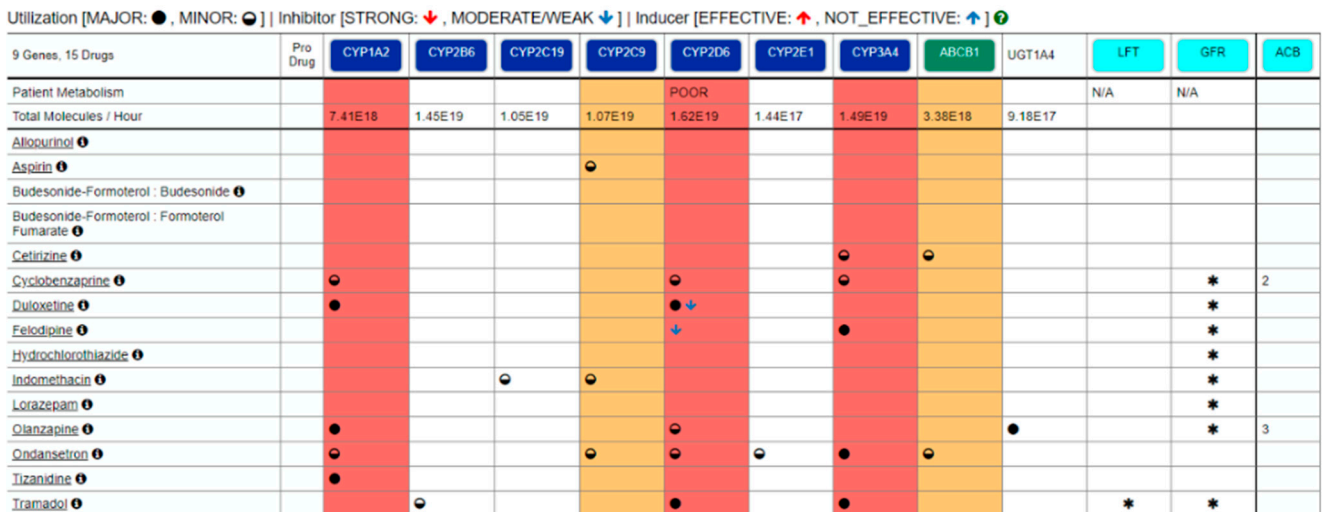 Utilization [MAJOR: ● , MINOR: ◒ ] | Inhibitor [STRONG: ↓ , MODERATE/WEAK ↓ ] | Inducer [EFFECTIVE: ↑ , NOT_EFFECTIVE: ↑ ] ?
9 Genes, 15 Drugs Pro Drug CYP1A2 CYP2B6 CYP2C19 CYP2C9 CYP2D6 CYP2E1 CYP3A4 ABCB1 UGT1A4 LFT GFR ACB
Patient Metabolism POOR N/A N/A
Total Molecules / Hour 7.41E18 1.45E19 1.05E19 1.07E19 1.62E19 1.44E17 1.49E19 3.38E18 9.18E17
Allopurinol i
Aspirin i ◒
Budesonide-Formoterol : Budesonide i
Budesonide-Formoterol : Formoterol
Fumarate i
Cetirizine i ◒ ◒
Cyclobenzaprine i ◒ ◒ ◒ * 2
Duloxetine i ● ● ↓ *
Felodipine i ↓ ● *
Hydrochlorothiazide i *
Indomethacin i ◒ ◒ *
Lorazepam i *
Olanzapine i ● ◒ ● * 3
Ondansetron i ◒ ◒ ◒ ◒ ● ◒
Tizanidine i ●
Tramadol i ◒ ● ● * *